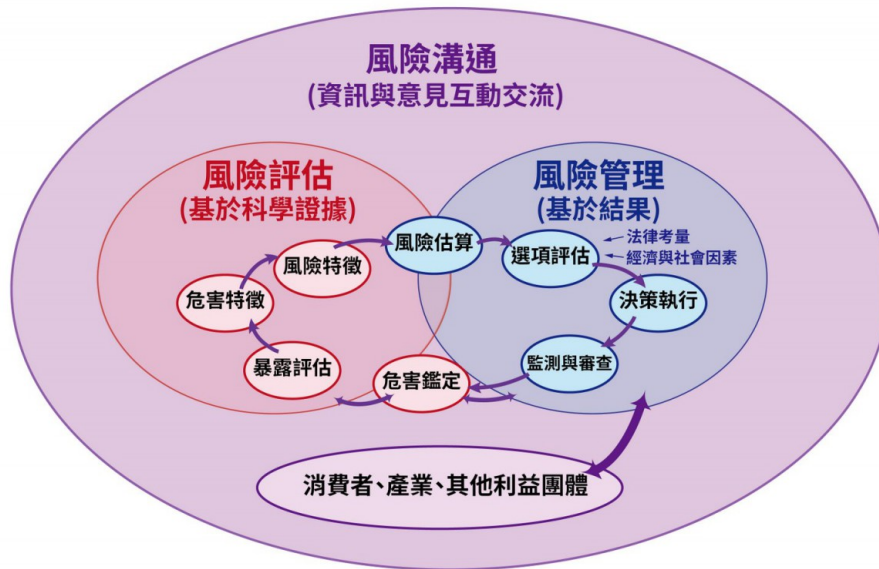 風險溝通
(資訊與意見互動交流)
風險評估
(基於科學證據)
風險管理
(基於結果)
風險估算
法律考量
經濟與社會因素
選項評估
風險特徵
危害特徵
決策執行
暴露評估
危害鑑定
監測與審查
消費者、產業、其他利益團體